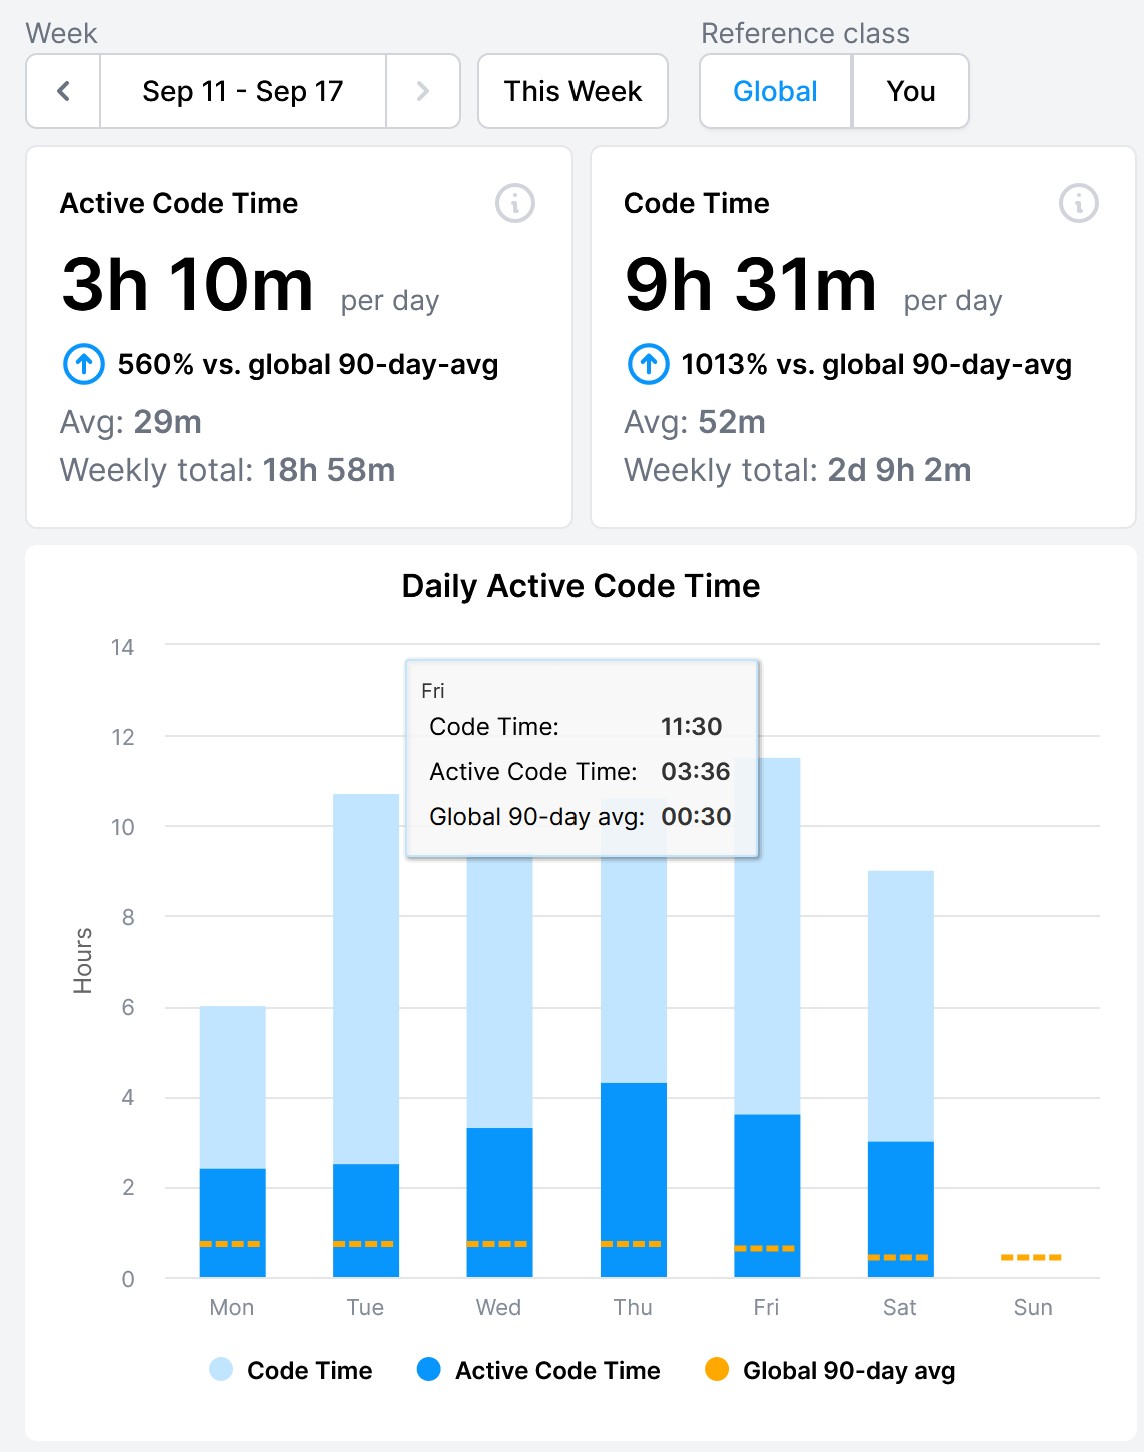 Week
Reference class
Sep 11 - Sep 17
This Week
Global
You
Active Code Time
3h 10m per day
560% vs. global 90-day-avg
Avg: 29m
Weekly total: 18h 58m
Code Time
9h 31m per day
1013% vs. global 90-day-avg
Avg: 52m
Weekly total: 2d 9h 2m
Daily Active Code Time
Fri
Code Time: 11:30
Active Code Time: 03:36
Global 90-day avg: 00:30
Hours
14
12
10
8
6
4
2
0
Mon Tue Wed Thu Fri Sat Sun
Code Time Active Code Time Global 90-day avg